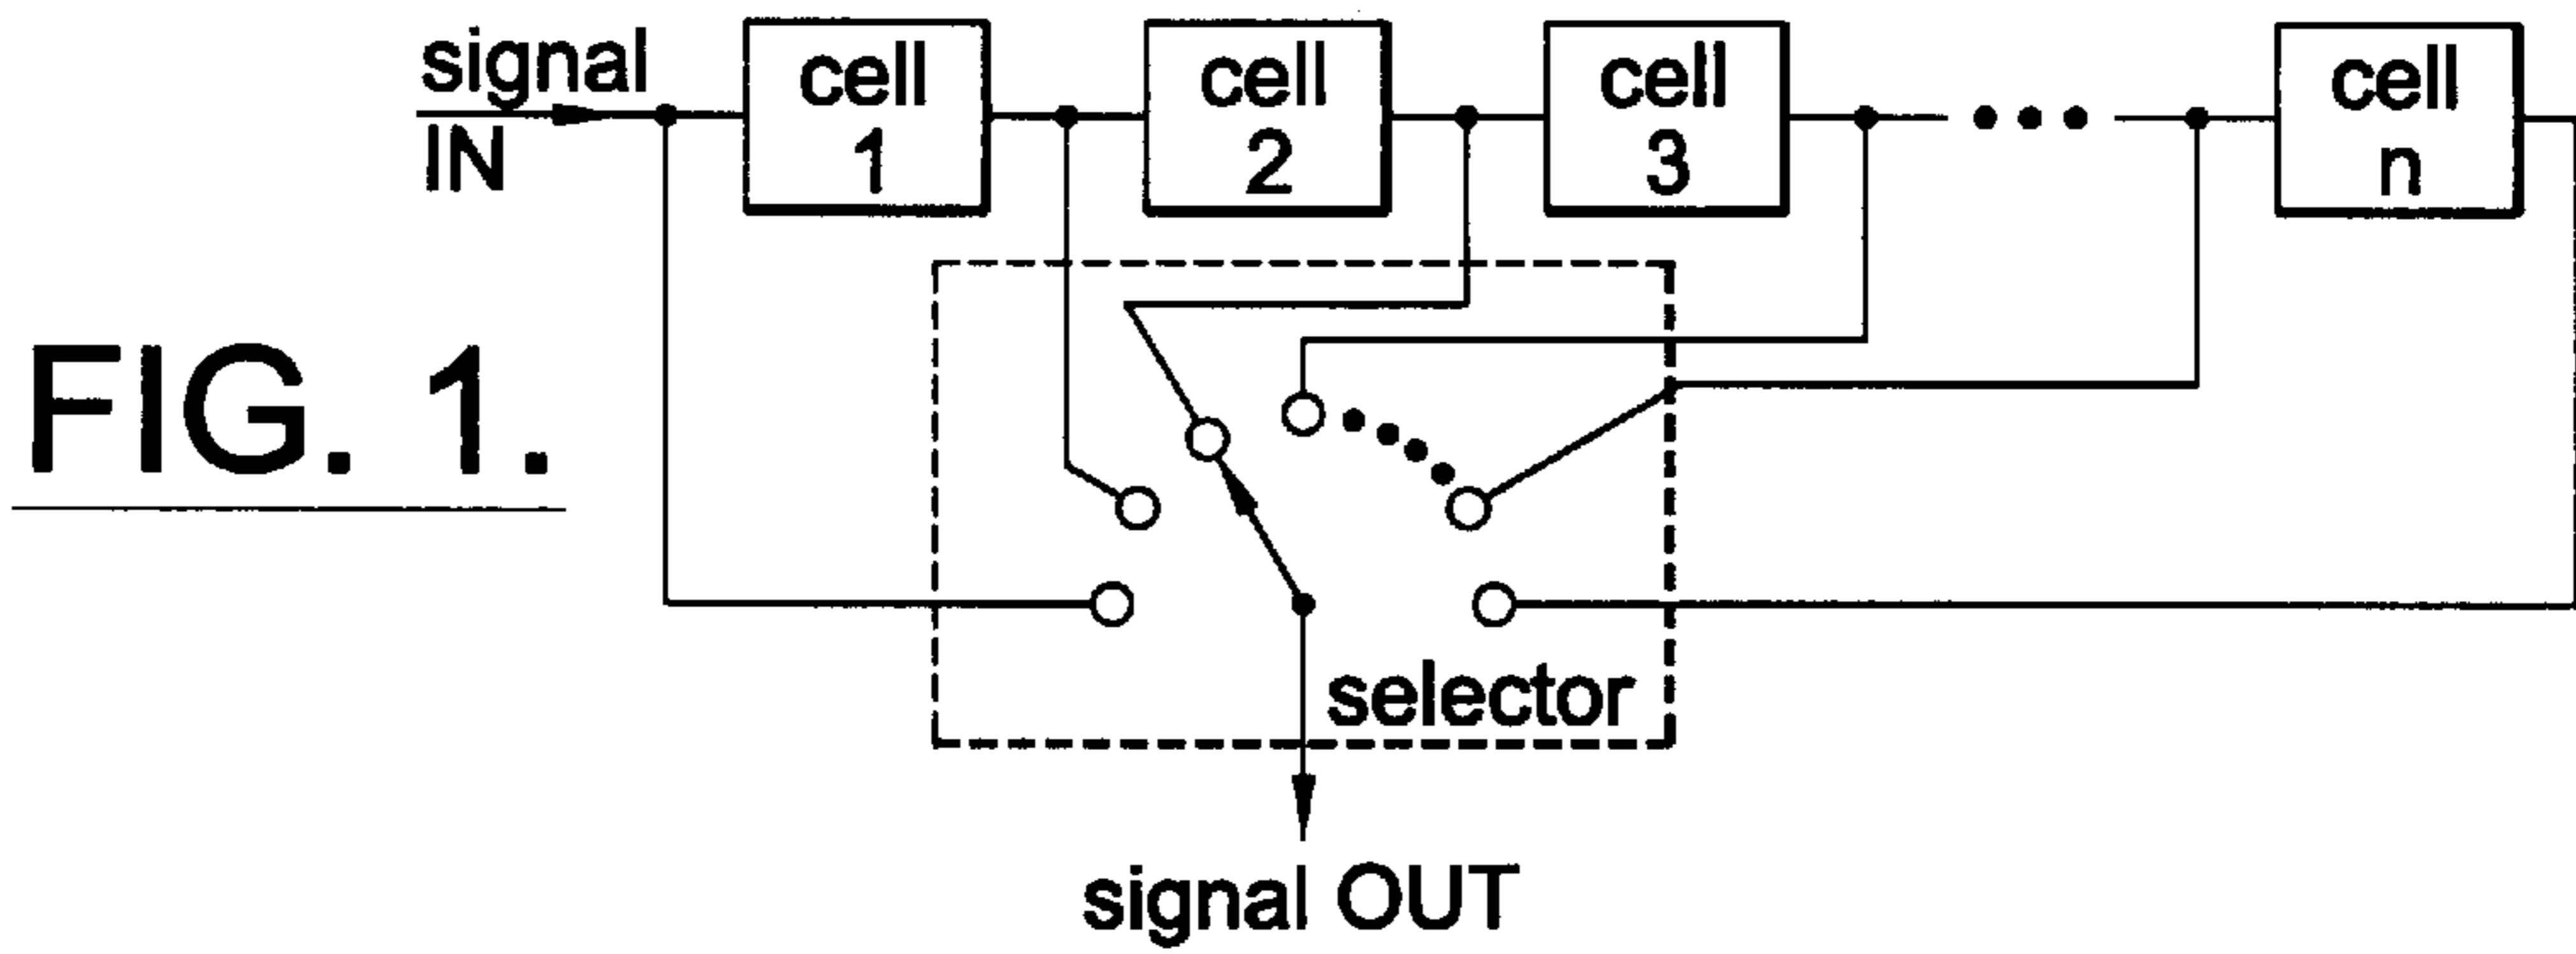 signal
IN
cell
1
cell
2
cell
3
cell
n
FIG. 1.
selector
signal OUT